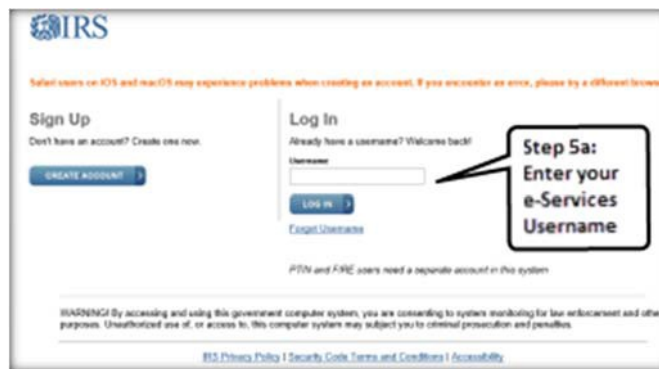 IRS
Safari users on iOS and macOS may experience problems when creating an account. If you encounter an error, please try a different
Sign Up
Don't have an account? Create one now.
CREATE ACCOUNT
Log In
Already have a username? Welcome back!
Username
LOG IN
Forgot Username
Step 5a:
Enter your
e-Services
Username
PTIN and FIRE users need a separate account in this system
WARNING! By accessing and using this government computer system, you are consenting to system monitoring for law enforcement and
purposes. Unauthorized use of, or access to, this computer system may subject you to criminal prosecution and penalties.
IRS Privacy Policy | Security Code Terms and Conditions | Accessibility